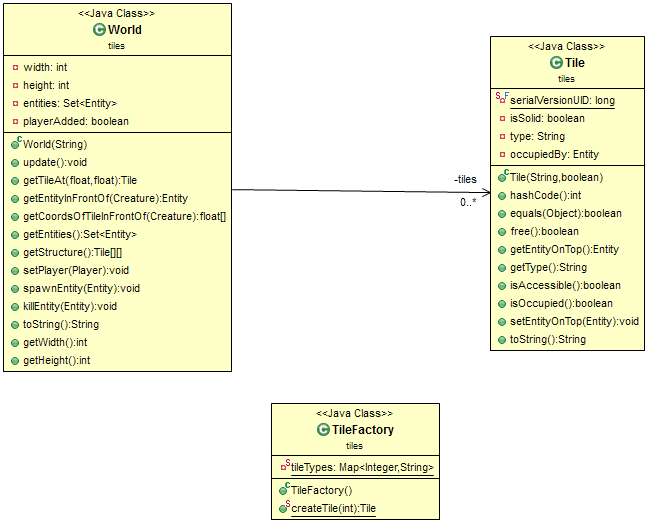 <<Java Class>>
World
tiles
width: int
height: int
entities: Set<Entity>
playerAdded: boolean
World(String)
update():void
getTileAt(float,float):Tile
getEntityInFrontOf(Creature):Entity
getCoordsOfTileInFrontOf(Creature):float[]
getEntities():Set<Entity>
getStructure():Tile[][]
setPlayer(Player):void
spawnEntity(Entity):void
killEntity(Entity):void
toString():String
getWidth():int
getHeight():int
-tiles
0..*
<<Java Class>>
Tile
tiles
serialVersionUID: long
isSolid: boolean
type: String
occupiedBy: Entity
Tile(String,boolean)
hashCode():int
equals(Object):boolean
free():boolean
getEntityOnTop():Entity
getType():String
isAccessible():boolean
isOccupied():boolean
setEntityOnTop(Entity):void
toString():String
<<Java Class>>
TileFactory
tiles
tileTypes: Map<Integer,String>
TileFactory()
createTile(int):Tile